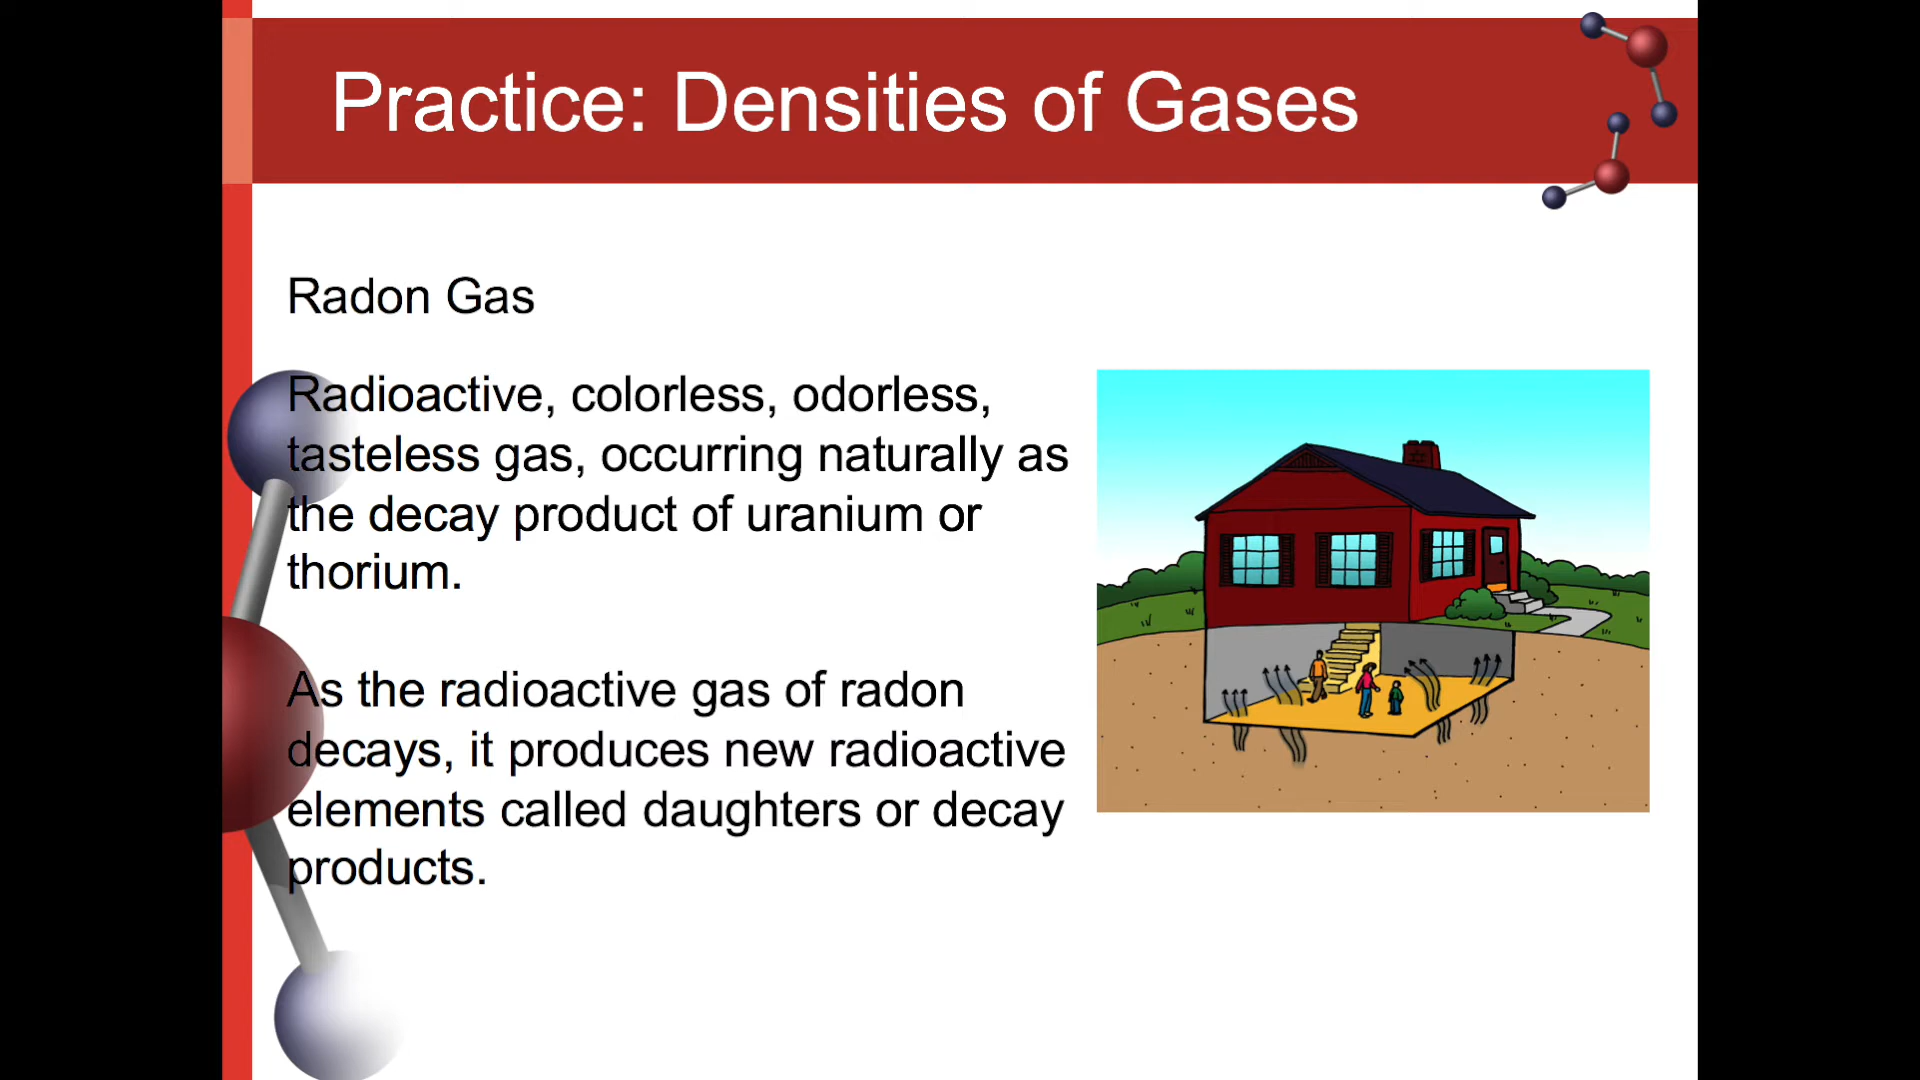 Practice: Densities of Gases
Radon Gas
Radioactive, colorless, odorless,
tasteless gas, occurring naturally as
the decay product of uranium or
thorium.
As the radioactive gas of radon
decays, it produces new radioactive
elements called daughters or decay
products.